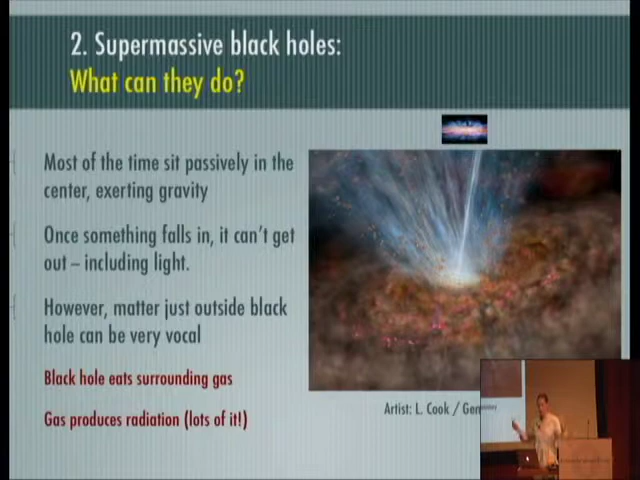 2. Supermassive black holes:
What can they do?
Most of the time sit passively in the
center, exerting gravity
Once something falls in, it can't get
out – including light.
However, matter just outside black
hole can be very vocal
Black hole eats surrounding gas
Gas produces radiation (lots of it!)
Artist: L. Cook / Gem